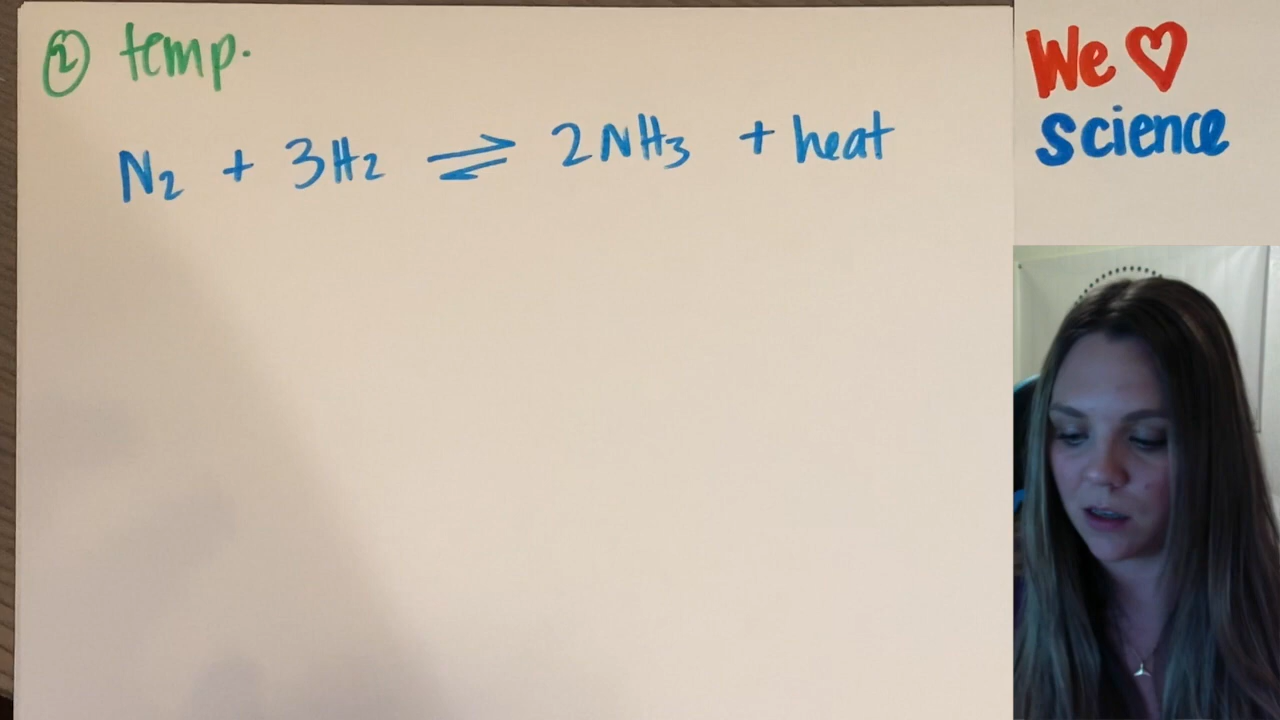 ② temp.
N₂ + 3H₂ ⇌ 2NH₃ + heat
We ♡
science